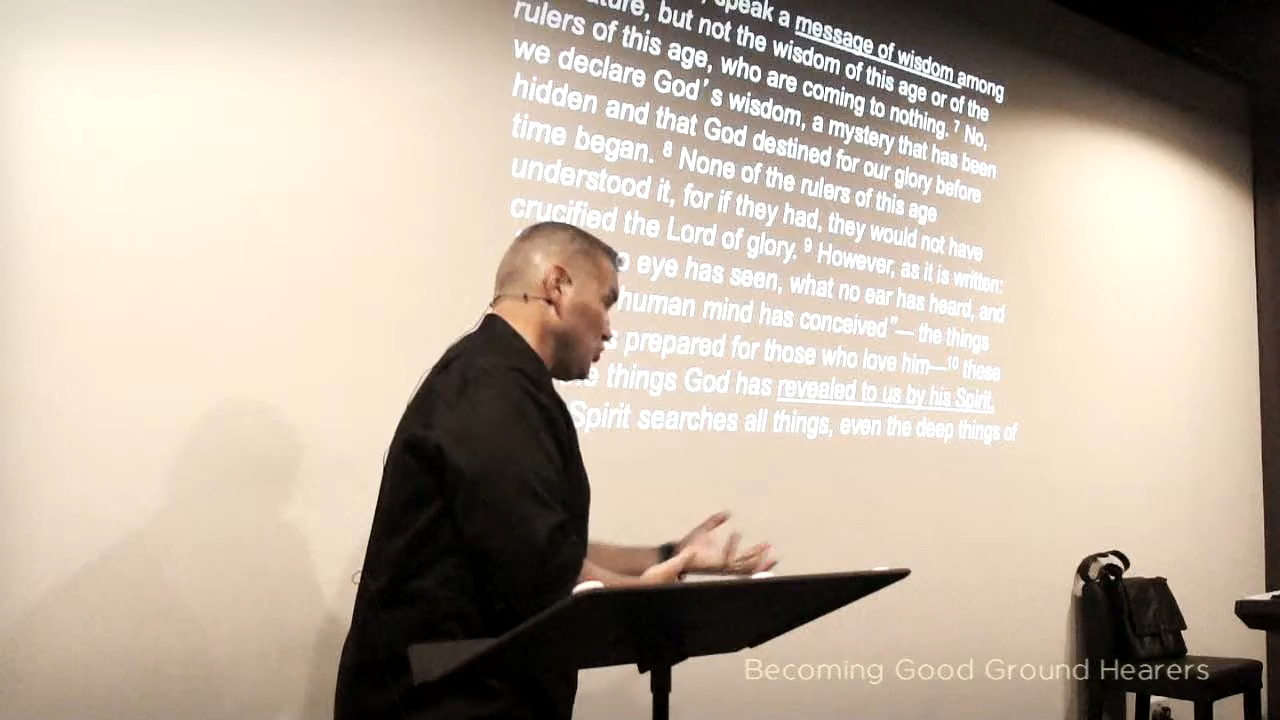 speak a message of wisdom among
but not the wisdom of this age or of the
rulers of this age, who are coming to nothing. 7 No,
we declare God's wisdom, a mystery that has been
hidden and that God destined for our glory before
time began. 8 None of the rulers of this age
understood it, for if they had, they would not have
crucified the Lord of glory. 9 However, as it is written:
eye has seen, what no ear has heard, and
human mind has conceived”— the things
prepared for those who love him—10 these
things God has revealed to us by his Spirit.
Spirit searches all things, even the deep things of
Becoming Good Ground Hearers